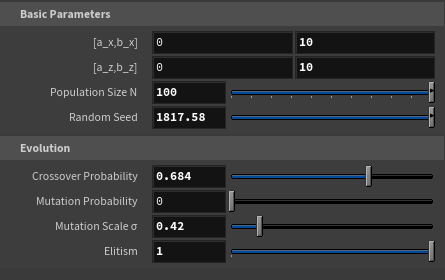 Basic Parameters
[a_x,b_x] 0 10
[a_z,b_z] 0 10
Population Size N 100
Random Seed 1817.58
Evolution
Crossover Probability 0.684
Mutation Probability 0
Mutation Scale σ 0.42
Elitism 1